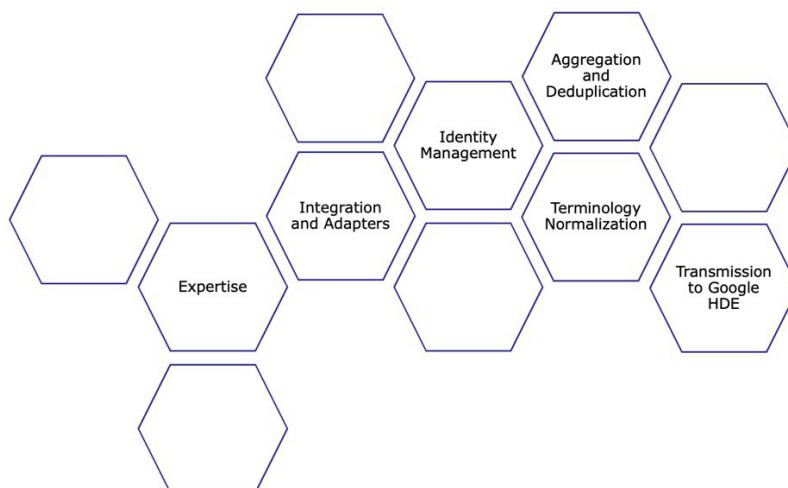 Aggregation
and
Deduplication
Identity
Management
Integration
and Adapters
Terminology
Normalization
Expertise
Transmission
to Google
HDE